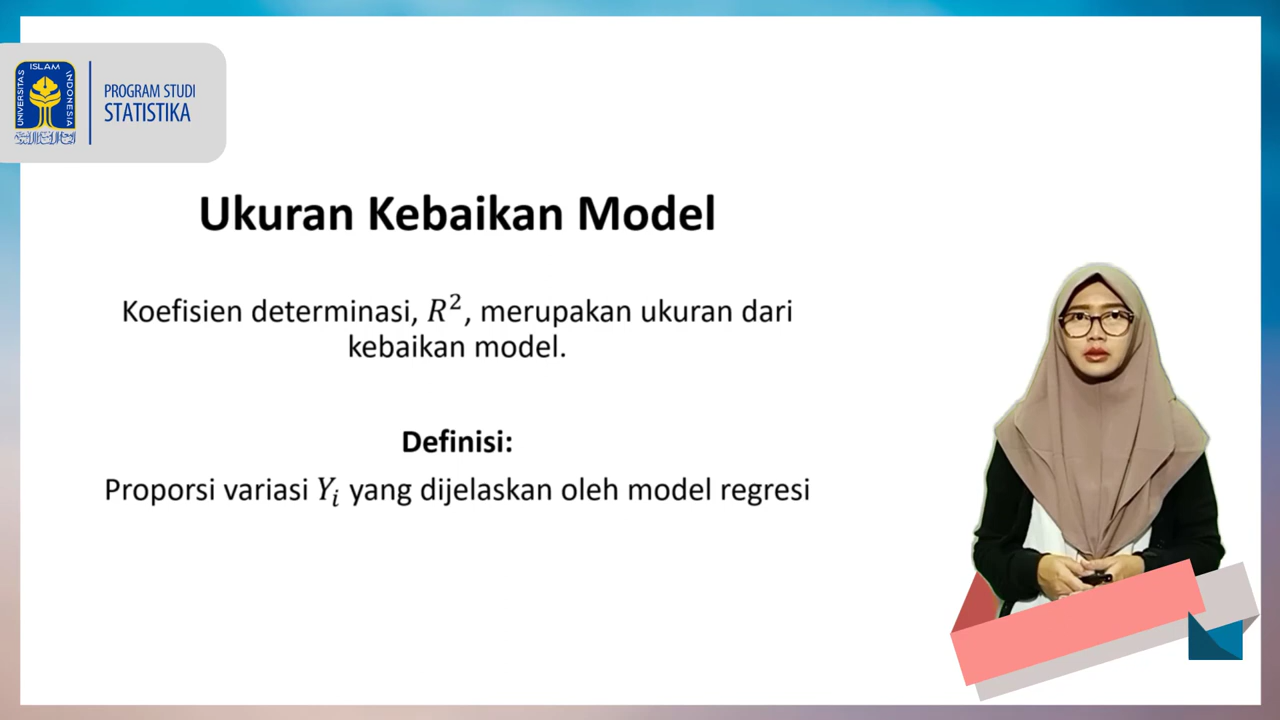 UNIVERSITAS
ISLAM
INDONESIA
PROGRAM STUDI
STATISTIKA
Ukuran Kebaikan Model
Koefisien determinasi, R², merupakan ukuran dari
kebaikan model.
Definisi:
Proporsi variasi Yᵢ yang dijelaskan oleh model regresi